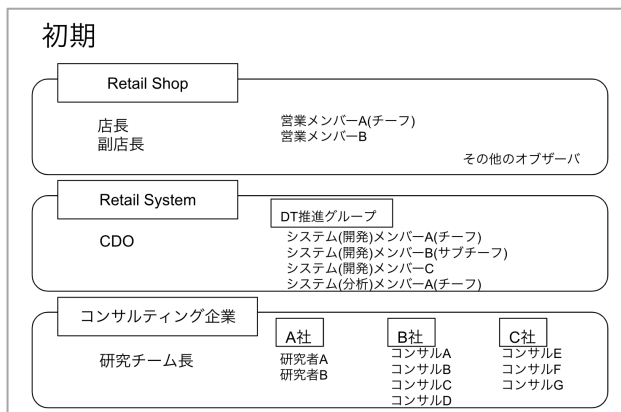 初期
Retail Shop
店長
副店長
営業メンバーA(チーフ)
営業メンバーB
その他のオブザーバ
Retail System
CDO
DT推進グループ
システム(開発)メンバーA(チーフ)
システム(開発)メンバーB(サブチーフ)
システム(開発)メンバーC
システム(分析)メンバーA(チーフ)
コンサルティング企業
研究チーム長
A社
研究者A
研究者B
B社
コンサルA
コンサルB
コンサルC
コンサルD
C社
コンサルE
コンサルF
コンサルG